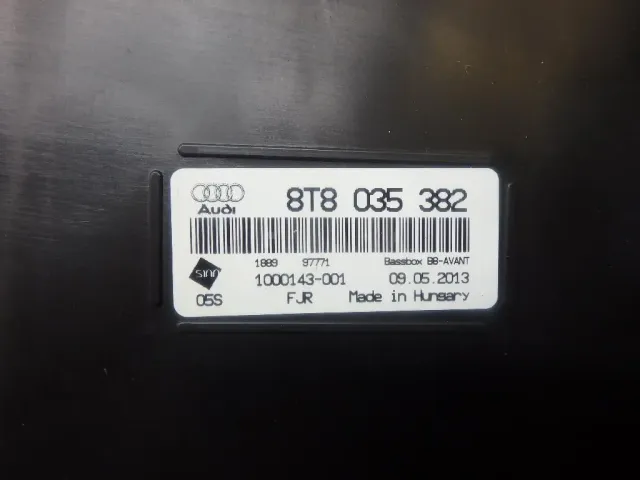 8T8 035 382
Audi
1889 97771 Bassbox B8-AVANT
1000143-001 09.05.2013
05S FJR Made in Hungary